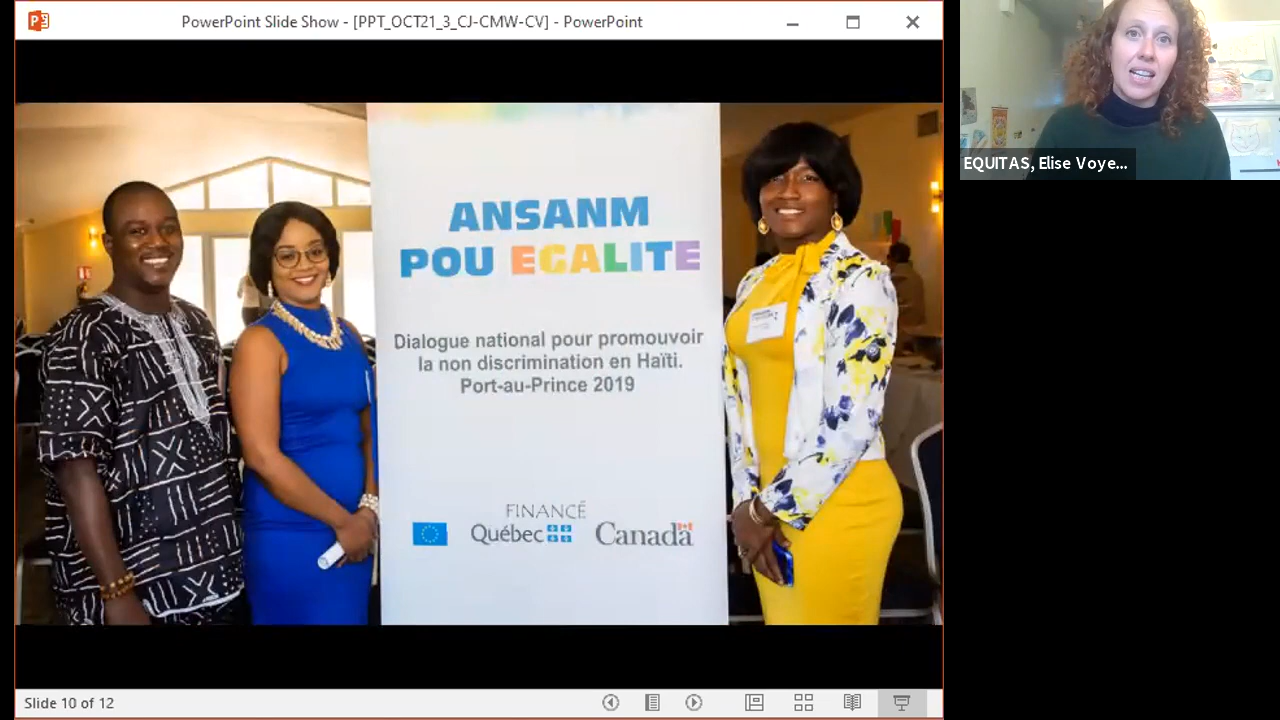 PowerPoint Slide Show - [PPT_OCT21_3_CJ-CMW-CV] - PowerPoint
EQUITAS, Elise Voye...
ANSANM
POU EGALITE
Dialogue national pour promouvoir
la non discrimination en Haïti.
Port-au-Prince 2019
FINANCÉ
Québec
Canada
Slide 10 of 12